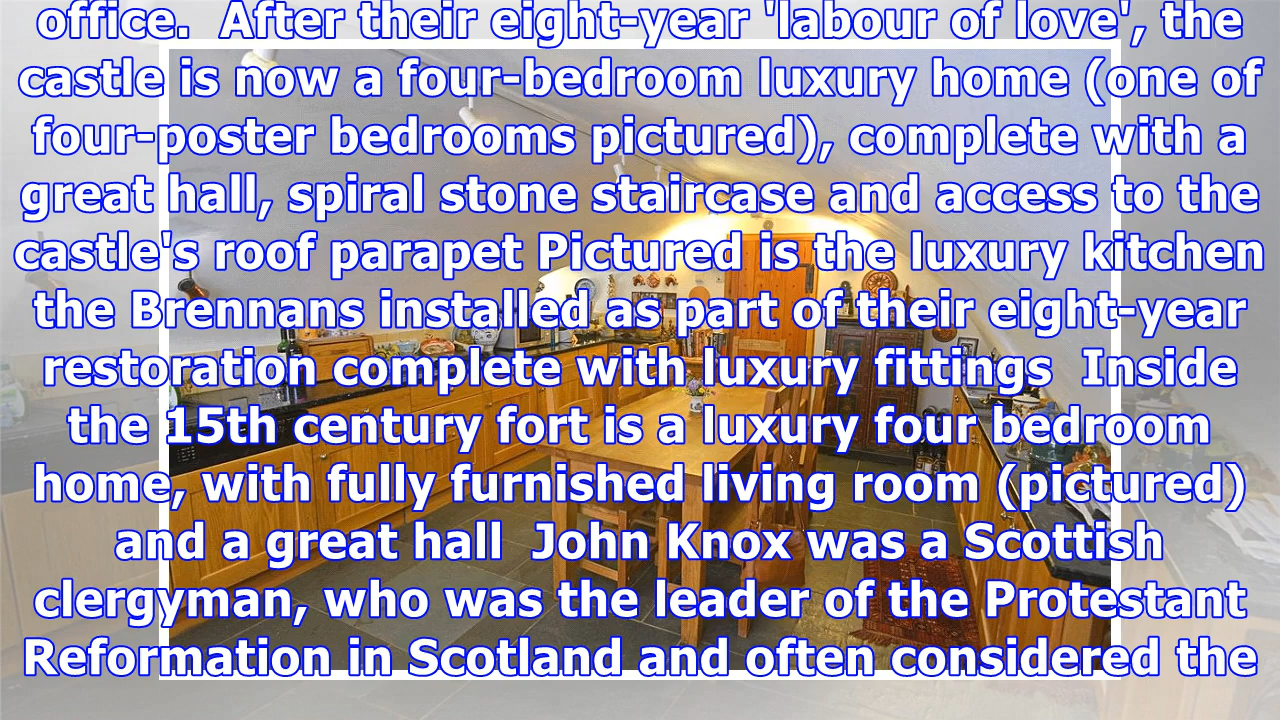 office.  After their eight-year 'labour of love', the
castle is now a four-bedroom luxury home (one of
four-poster bedrooms pictured), complete with a
great hall, spiral stone staircase and access to the
castle's roof parapet Pictured is the luxury kitchen
the Brennans installed as part of their eight-year
restoration complete with luxury fittings  Inside
the 15th century fort is a luxury four bedroom
home, with fully furnished living room (pictured)
and a great hall  John Knox was a Scottish
clergyman, who was the leader of the Protestant
Reformation in Scotland and often considered the